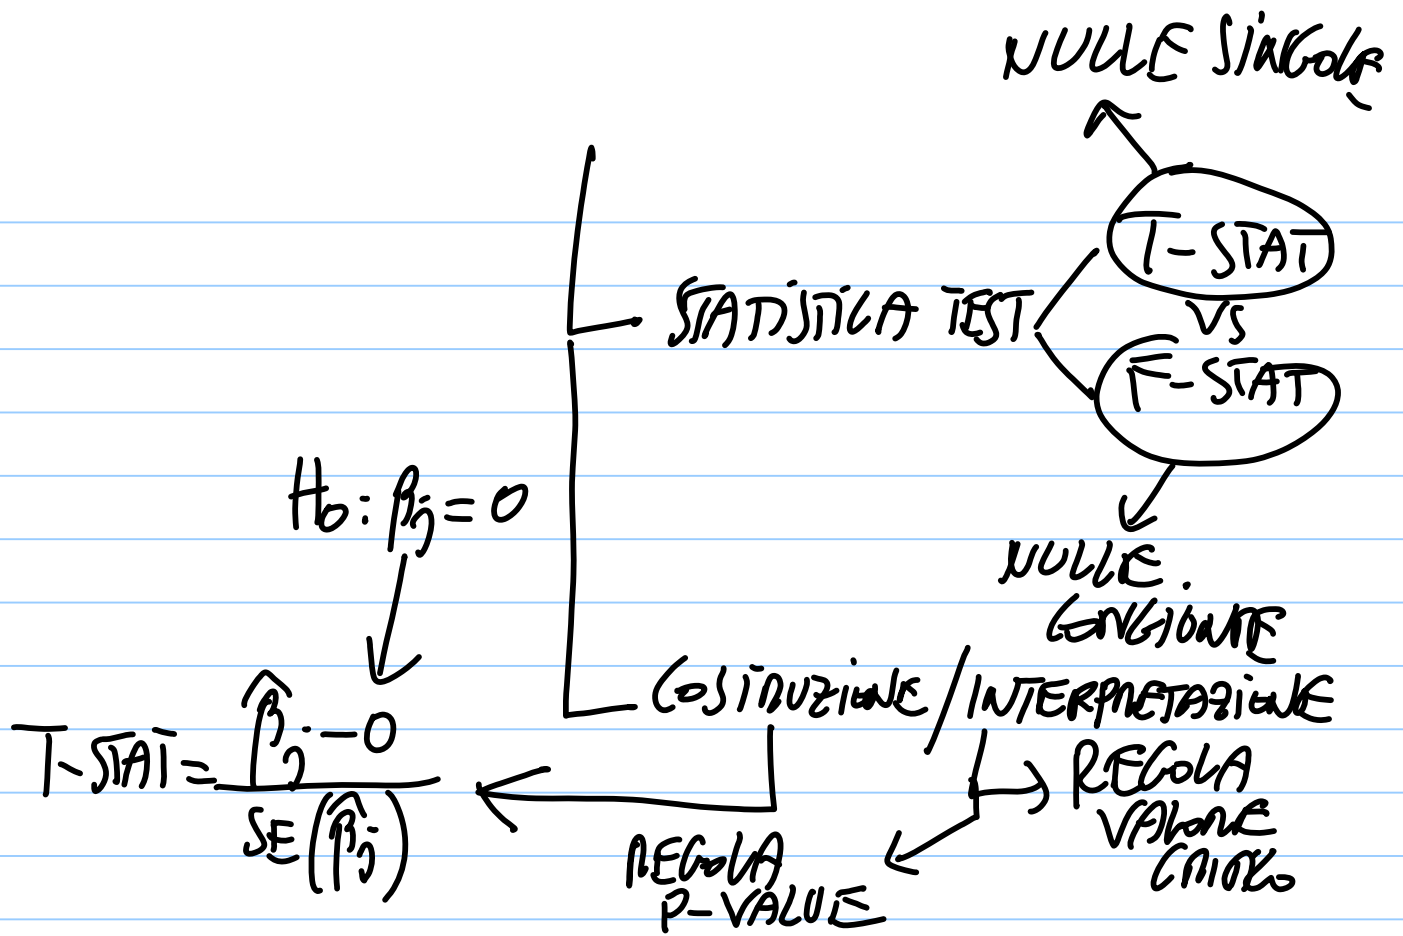 NULLE SINGOLE
T-STAT
STATISTICA TEST
VS
F-STAT
H₀: βj = 0
NULLE
CONGIONTE
COSTRUZIONE / INTERPRETAZIONE
T-STAT = β̂j - 0
SE(β̂j)
REGOLA
VALORE
CRITICO
REGOLA
P-VALUE